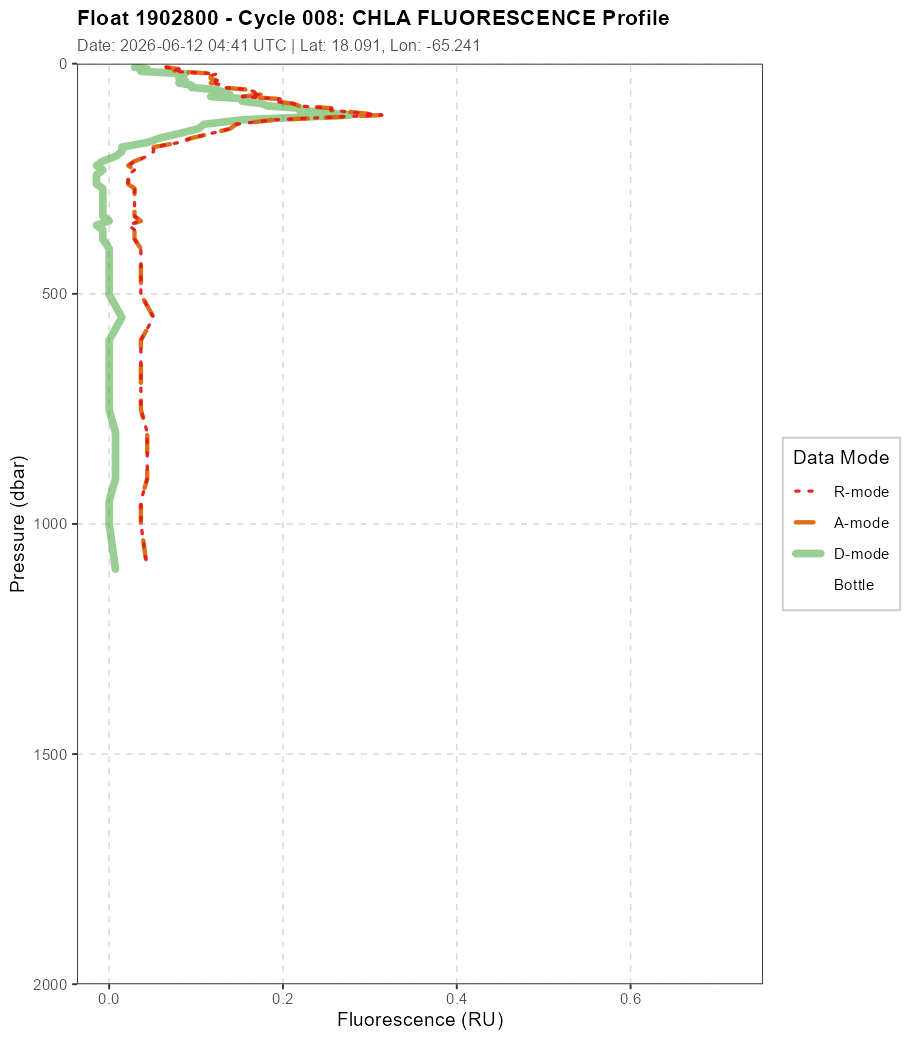 Float 1902800 - Cycle 008: CHLA FLUORESCENCE Profile
Date: 2026-06-12 04:41 UTC | Lat: 18.091, Lon: -65.241
0
500
1000
1500
2000
Pressure (dbar)
0.0 0.2 0.4 0.6
Fluorescence (RU)
Data Mode
R-mode
A-mode
D-mode
Bottle